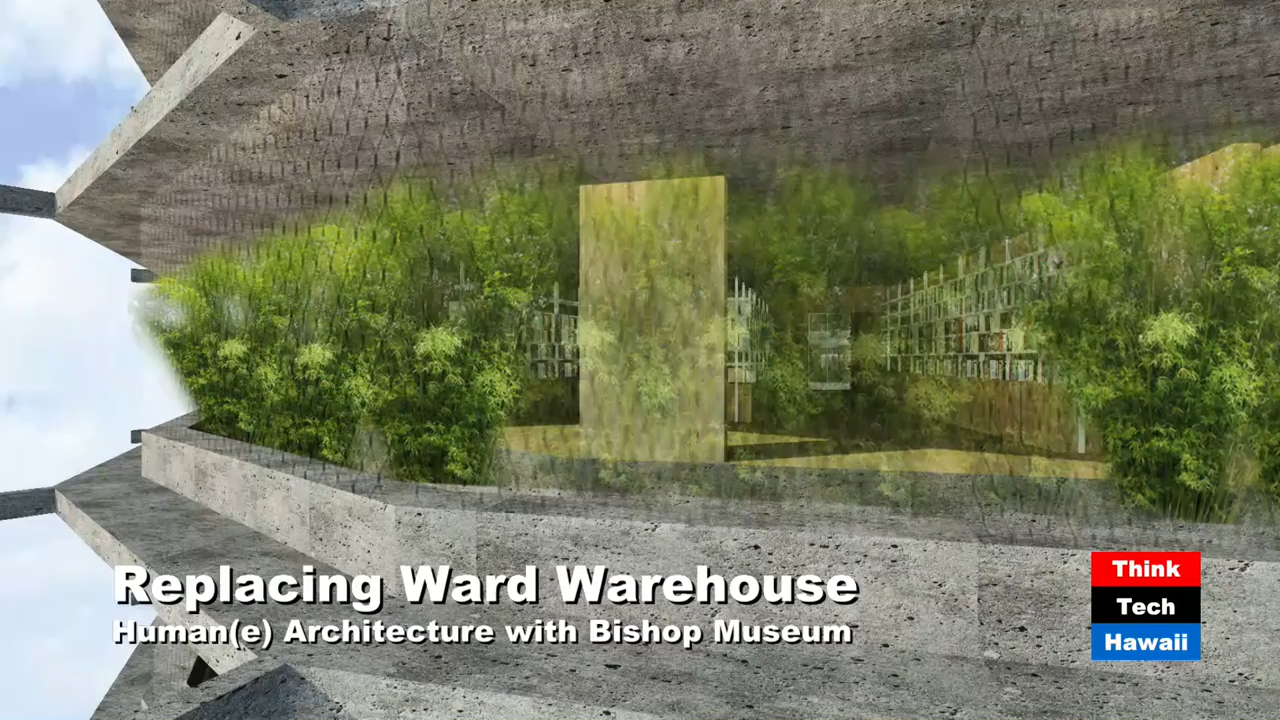 Replacing Ward Warehouse
Human(e) Architecture with Bishop Museum
Think
Tech
Hawaii